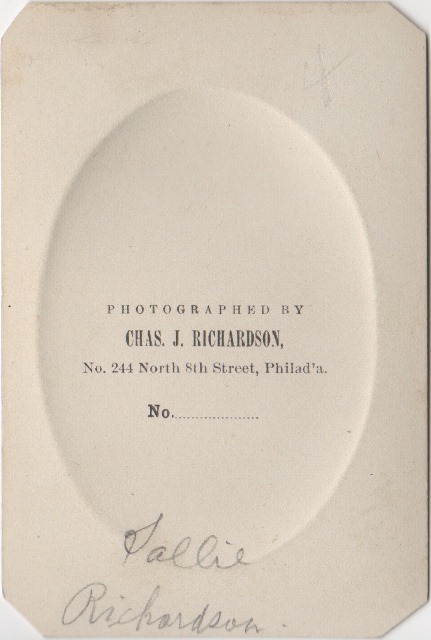 PHOTOGRAPHED BY
CHAS. J. RICHARDSON,
No. 244 North 8th Street, Philad'a.
No....................
Sallie
Richardson.